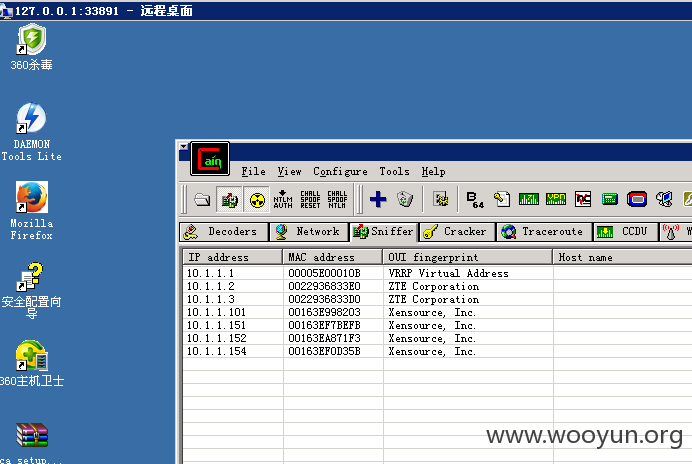 127.0.0.1:33891 - 远程桌面
360杀毒
DAEMON
Tools Lite
Mozilla
Firefox
安全配置向
导
360主机卫士
ca setup...
Cain
File View Configure Tools Help
NTLM AUTH
CHALL SPOOF RESET
CHALL SPOOF NTLM
B 64
Decoders Network Sniffer Cracker Traceroute CCDU W
IP address MAC address OUI fingerprint Host name
10.1.1.1 00005E00010B VRRP Virtual Address
10.1.1.2 0022936833E0 ZTE Corporation
10.1.1.3 0022936833D0 ZTE Corporation
10.1.1.101 00163E998203 Xensource, Inc.
10.1.1.151 00163EF7BEFB Xensource, Inc.
10.1.1.152 00163EA871F3 Xensource, Inc.
10.1.1.154 00163EF0D35B Xensource, Inc.
www.wooyun.org